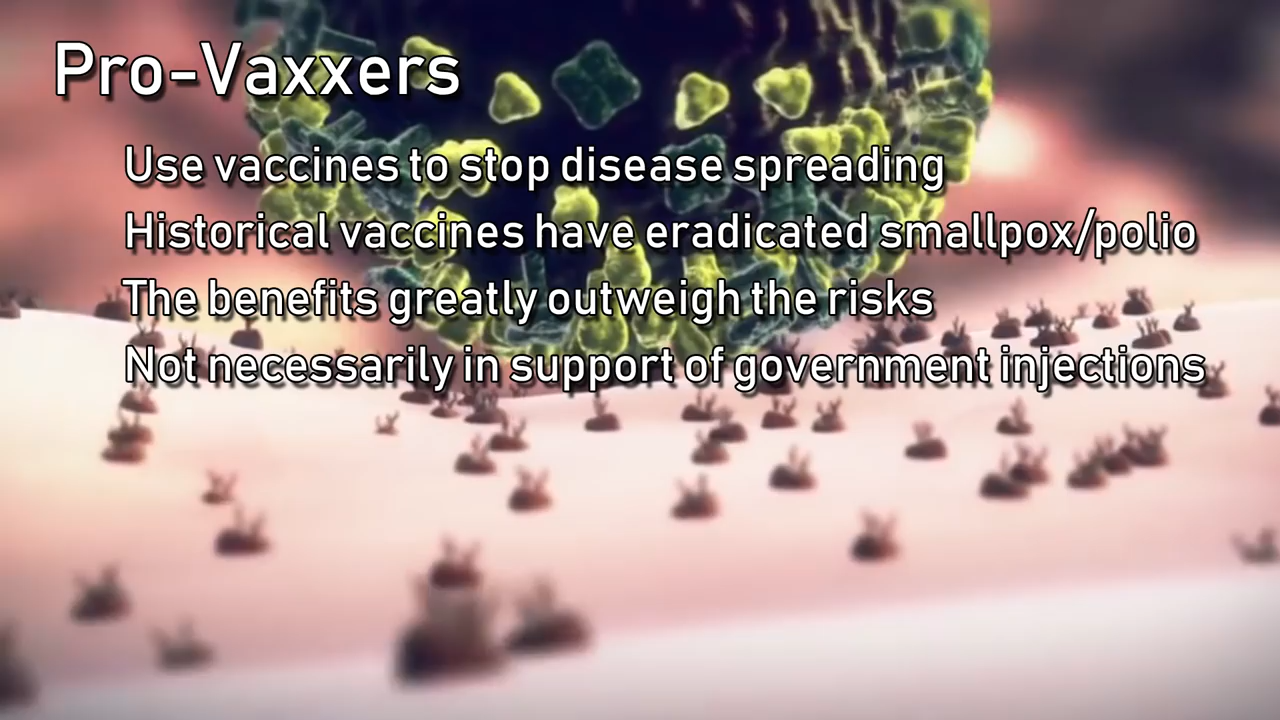 Pro-Vaxxers
Use vaccines to stop disease spreading
Historical vaccines have eradicated smallpox/polio
The benefits greatly outweigh the risks
Not necessarily in support of government injections